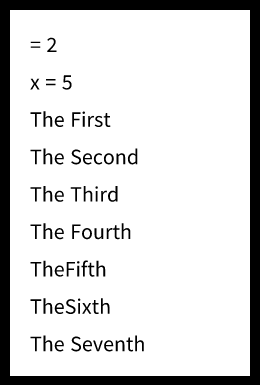 = 2
x = 5
The First
The Second
The Third
The Fourth
TheFifth
TheSixth
The Seventh